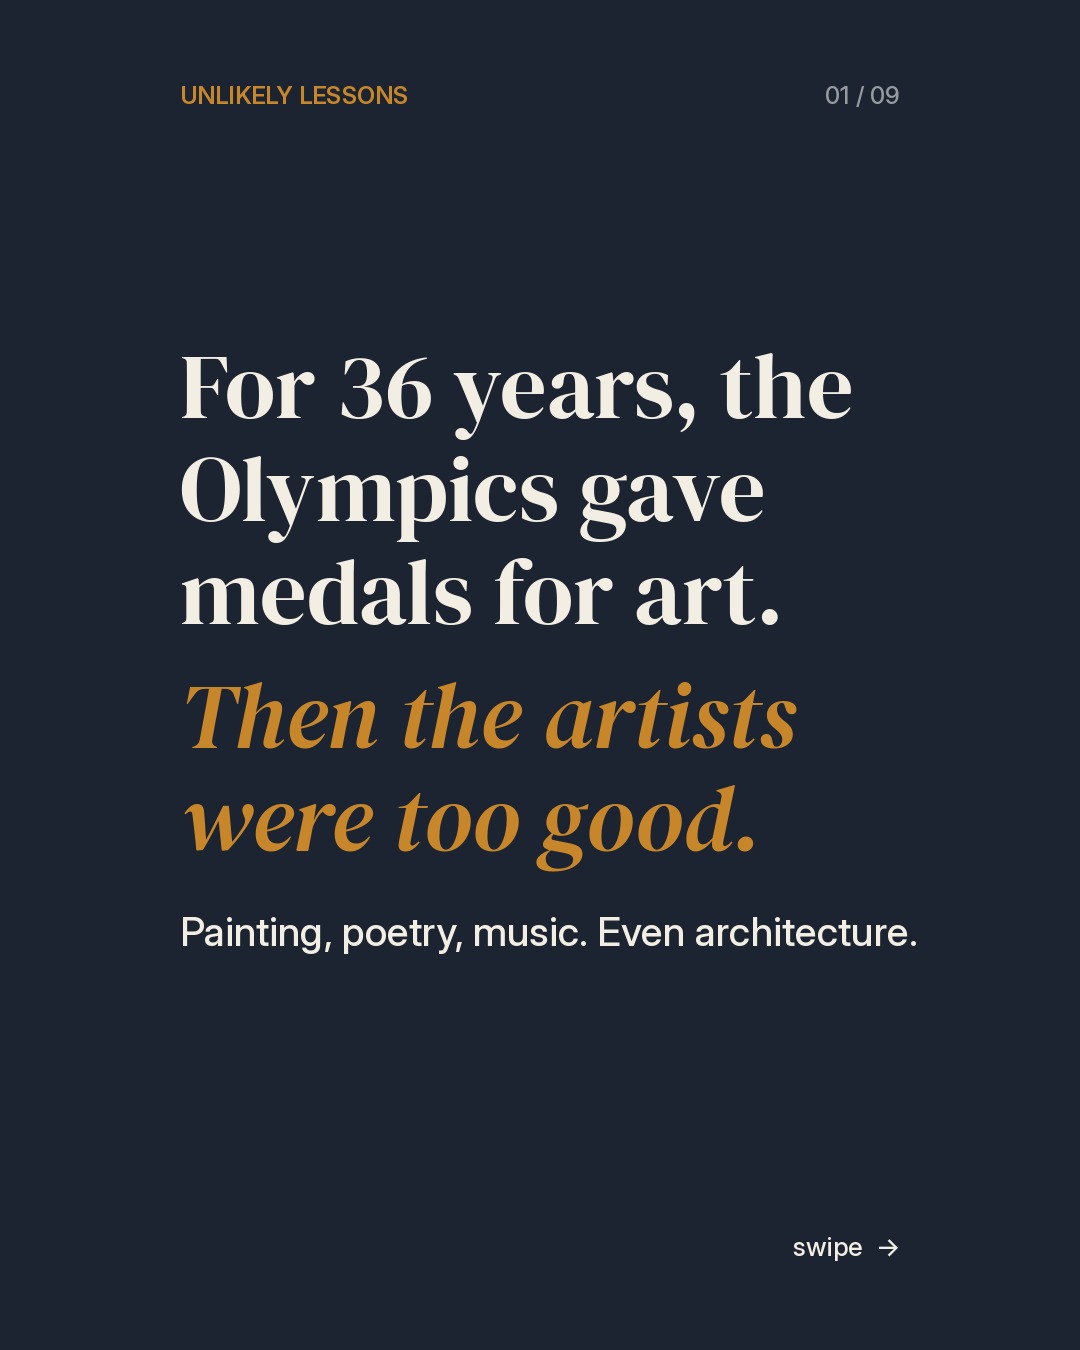 UNLIKELY LESSONS
01 / 09
For 36 years, the
Olympics gave
medals for art.
Then the artists
were too good.
Painting, poetry, music. Even architecture.
swipe →